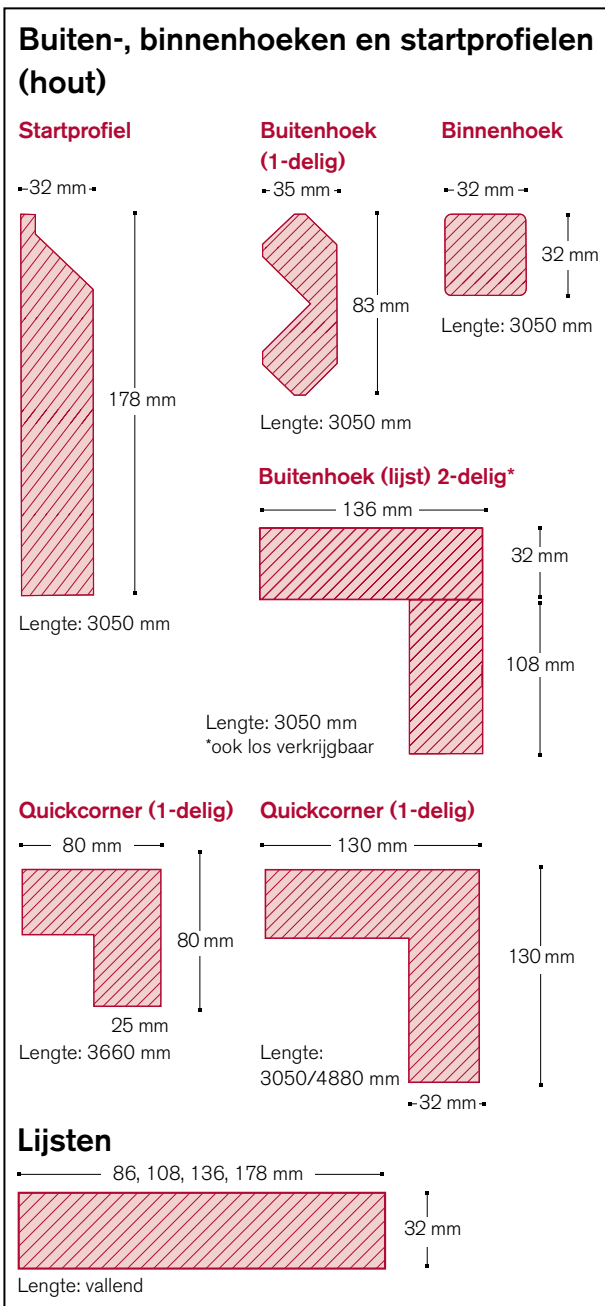 Buiten-, binnenhoeken en startprofielen
(hout)
Startprofiel
32 mm
178 mm
Lengte: 3050 mm
Buitenhoek
(1-delig)
35 mm
83 mm
Lengte: 3050 mm
Binnenhoek
32 mm
32 mm
Lengte: 3050 mm
Buitenhoek (lijst) 2-delig*
136 mm
32 mm
108 mm
Lengte: 3050 mm
*ook los verkrijgbaar
Quickcorner (1-delig)
80 mm
80 mm
25 mm
Lengte: 3660 mm
Quickcorner (1-delig)
130 mm
130 mm
Lengte:
3050/4880 mm
32 mm
Lijsten
86, 108, 136, 178 mm
32 mm
Lengte: vallend